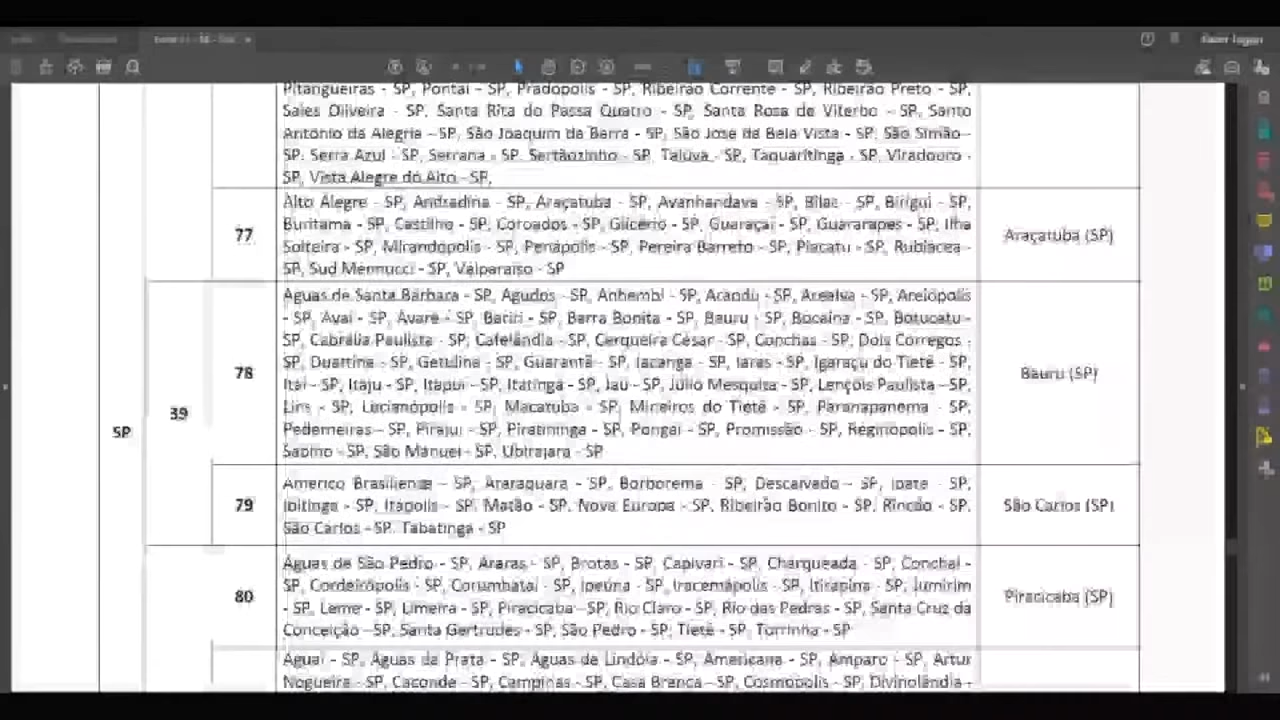 Fazer logon
Pitangueiras - SP, Pontal - SP, Pradópolis - SP, Ribeirão Corrente - SP, Ribeirão Preto - SP,
Sales Oliveira - SP, Santa Rita do Passa Quatro - SP, Santa Rosa de Viterbo - SP, Santo
Antônio da Alegria - SP, São Joaquim da Barra - SP, São José da Bela Vista - SP, São Simão -
SP, Serra Azul - SP, Serrana - SP, Sertãozinho - SP, Taiúva - SP, Taquaritinga - SP, Viradouro -
SP, Vista Alegre do Alto - SP,
77
Alto Alegre - SP, Andradina - SP, Araçatuba - SP, Avanhandava - SP, Bilac - SP, Birigui - SP,
Buritama - SP, Castilho - SP, Coroados - SP, Glicério - SP, Guaraçaí - SP, Guararapes - SP, Ilha
Solteira - SP, Mirandópolis - SP, Penápolis - SP, Pereira Barreto - SP, Piacatu - SP, Rubiácea -
SP, Sud Mennucci - SP, Valparaíso - SP
Araçatuba (SP)
SP
39
78
Águas de Santa Bárbara - SP, Agudos - SP, Anhembi - SP, Arandu - SP, Arealva - SP, Areiópolis
- SP, Avaí - SP, Avaré - SP, Bariri - SP, Barra Bonita - SP, Bauru - SP, Bocaina - SP, Botucatu -
SP, Cabrália Paulista - SP, Cafelândia - SP, Cerqueira César - SP, Conchas - SP, Dois Córregos -
SP, Duartina - SP, Getulina - SP, Guarantã - SP, Iacanga - SP, Iaras - SP, Igaraçu do Tietê - SP,
Itaí - SP, Itaju - SP, Itapuí - SP, Itatinga - SP, Jaú - SP, Júlio Mesquita - SP, Lençóis Paulista - SP,
Lins - SP, Lucianópolis - SP, Macatuba - SP, Mineiros do Tietê - SP, Paranapanema - SP,
Pederneiras - SP, Pirajuí - SP, Piratininga - SP, Pongaí - SP, Promissão - SP, Reginópolis - SP,
Sabino - SP, São Manuel - SP, Ubirajara - SP
Bauru (SP)
79
Américo Brasiliense - SP, Araraquara - SP, Borborema - SP, Descalvado - SP, Ibaté - SP,
Ibitinga - SP, Itápolis - SP, Matão - SP, Nova Europa - SP, Ribeirão Bonito - SP, Rincão - SP,
São Carlos - SP, Tabatinga - SP
São Carlos (SP)
80
Águas de São Pedro - SP, Araras - SP, Brotas - SP, Capivari - SP, Charqueada - SP, Conchal -
SP, Cordeirópolis - SP, Corumbataí - SP, Ipeúna - SP, Iracemápolis - SP, Itirapina - SP, Jumirim
- SP, Leme - SP, Limeira - SP, Piracicaba - SP, Rio Claro - SP, Rio das Pedras - SP, Santa Cruz da
Conceição - SP, Santa Gertrudes - SP, São Pedro - SP, Tietê - SP, Torrinha - SP
Piracicaba (SP)
Aguaí - SP, Águas da Prata - SP, Águas de Lindóia - SP, Americana - SP, Amparo - SP, Artur
Nogueira - SP, Caconde - SP, Campinas - SP, Casa Branca - SP, Cosmópolis - SP, Divinolândia -